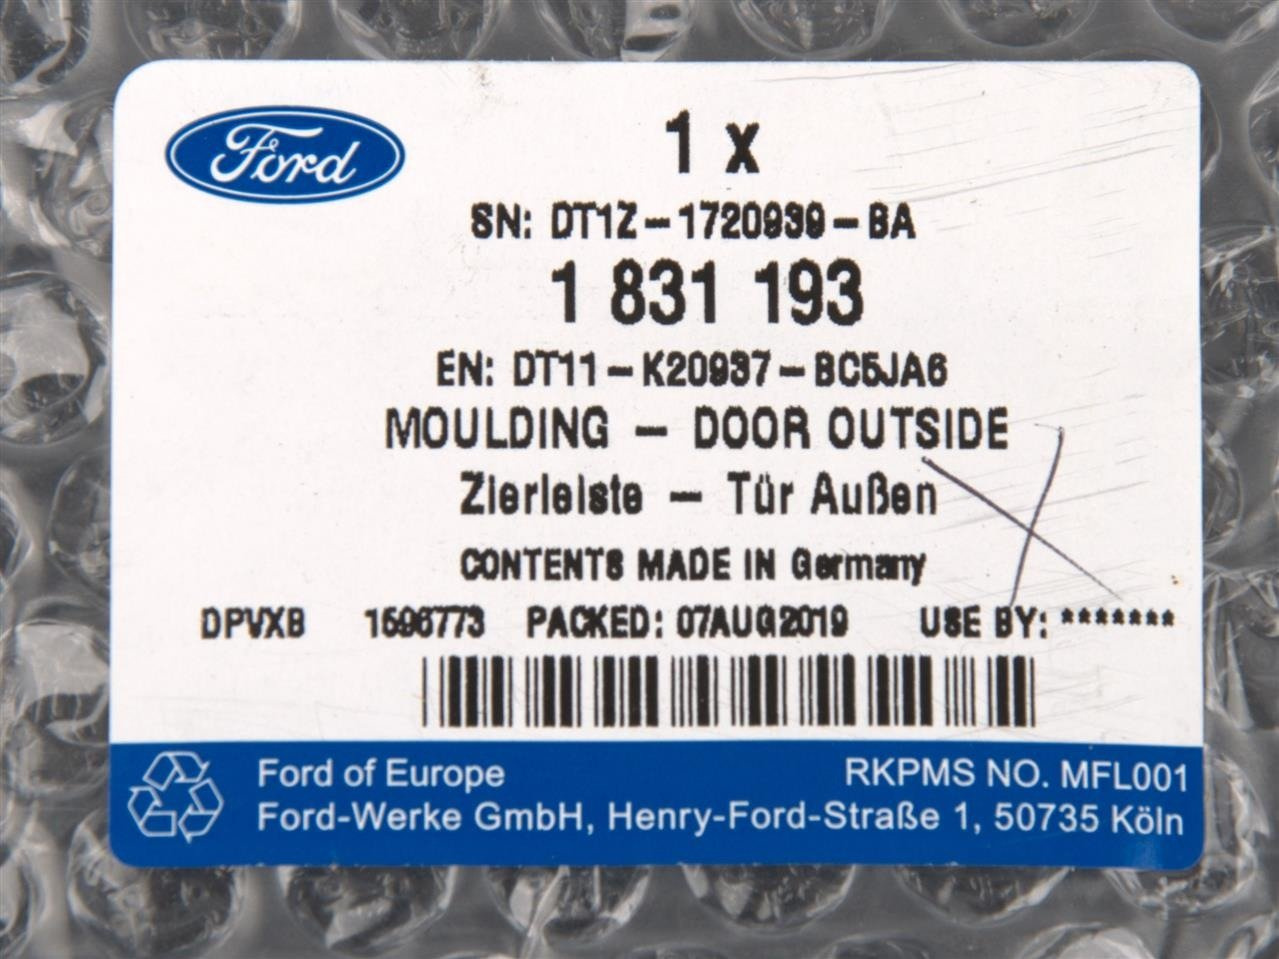 Ford
1 x
SN: DT1Z-1720939-BA
1 831 193
EN: DT11-K20937-BC5JA6
MOULDING - DOOR OUTSIDE
Zierleiste - Tür Außen
CONTENTS MADE IN Germany
DPVXB 1596773 PACKED: 07AUG2019 USE BY: *******
Ford of Europe RKPMS NO. MFL001
Ford-Werke GmbH, Henry-Ford-Straße 1, 50735 Köln